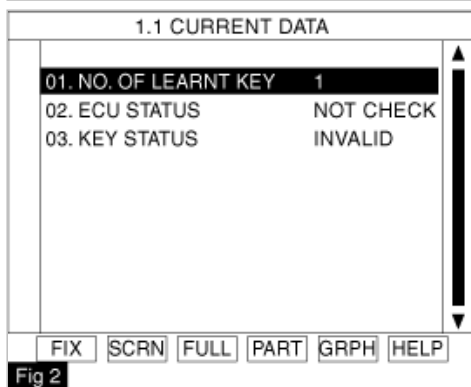 1.1 CURRENT DATA
01. NO. OF LEARNT KEY 1
02. ECU STATUS NOT CHECK
03. KEY STATUS INVALID
FIX SCRN FULL PART GRPH HELP
Fig 2